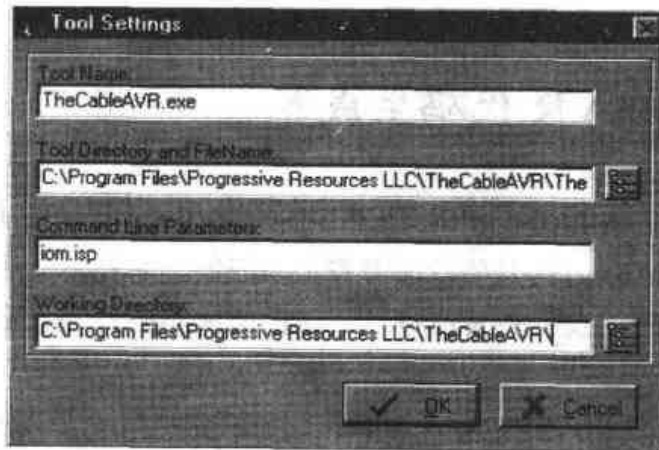 Tool Settings
Tool Name:
TheCableAVR.exe
Tool Directory and FileName:
C:\Program Files\Progressive Resources LLC\TheCableAVR\The
Command Line Parameters:
iom.isp
Working Directory:
C:\Program Files\Progressive Resources LLC\TheCableAVR\
OK Cancel